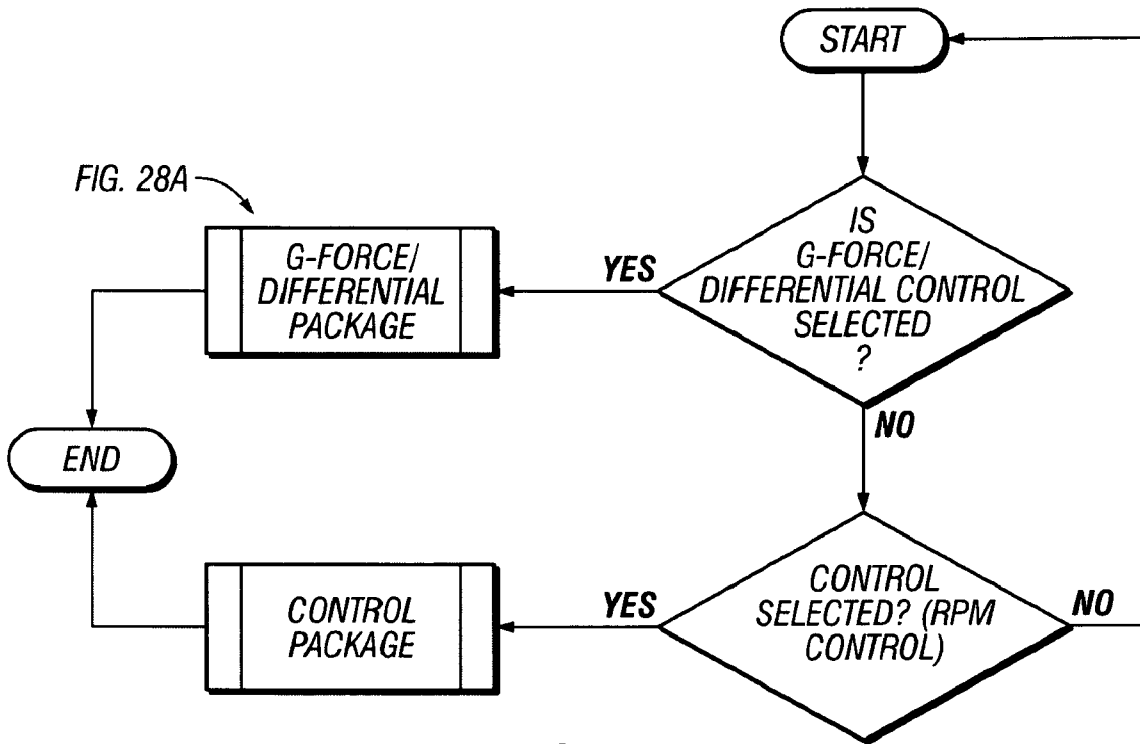 START
FIG. 28A
IS
G-FORCE/
DIFFERENTIAL CONTROL
SELECTED
?
YES
G-FORCE/
DIFFERENTIAL
PACKAGE
NO
END
CONTROL
SELECTED? (RPM
CONTROL)
YES
NO
CONTROL
PACKAGE